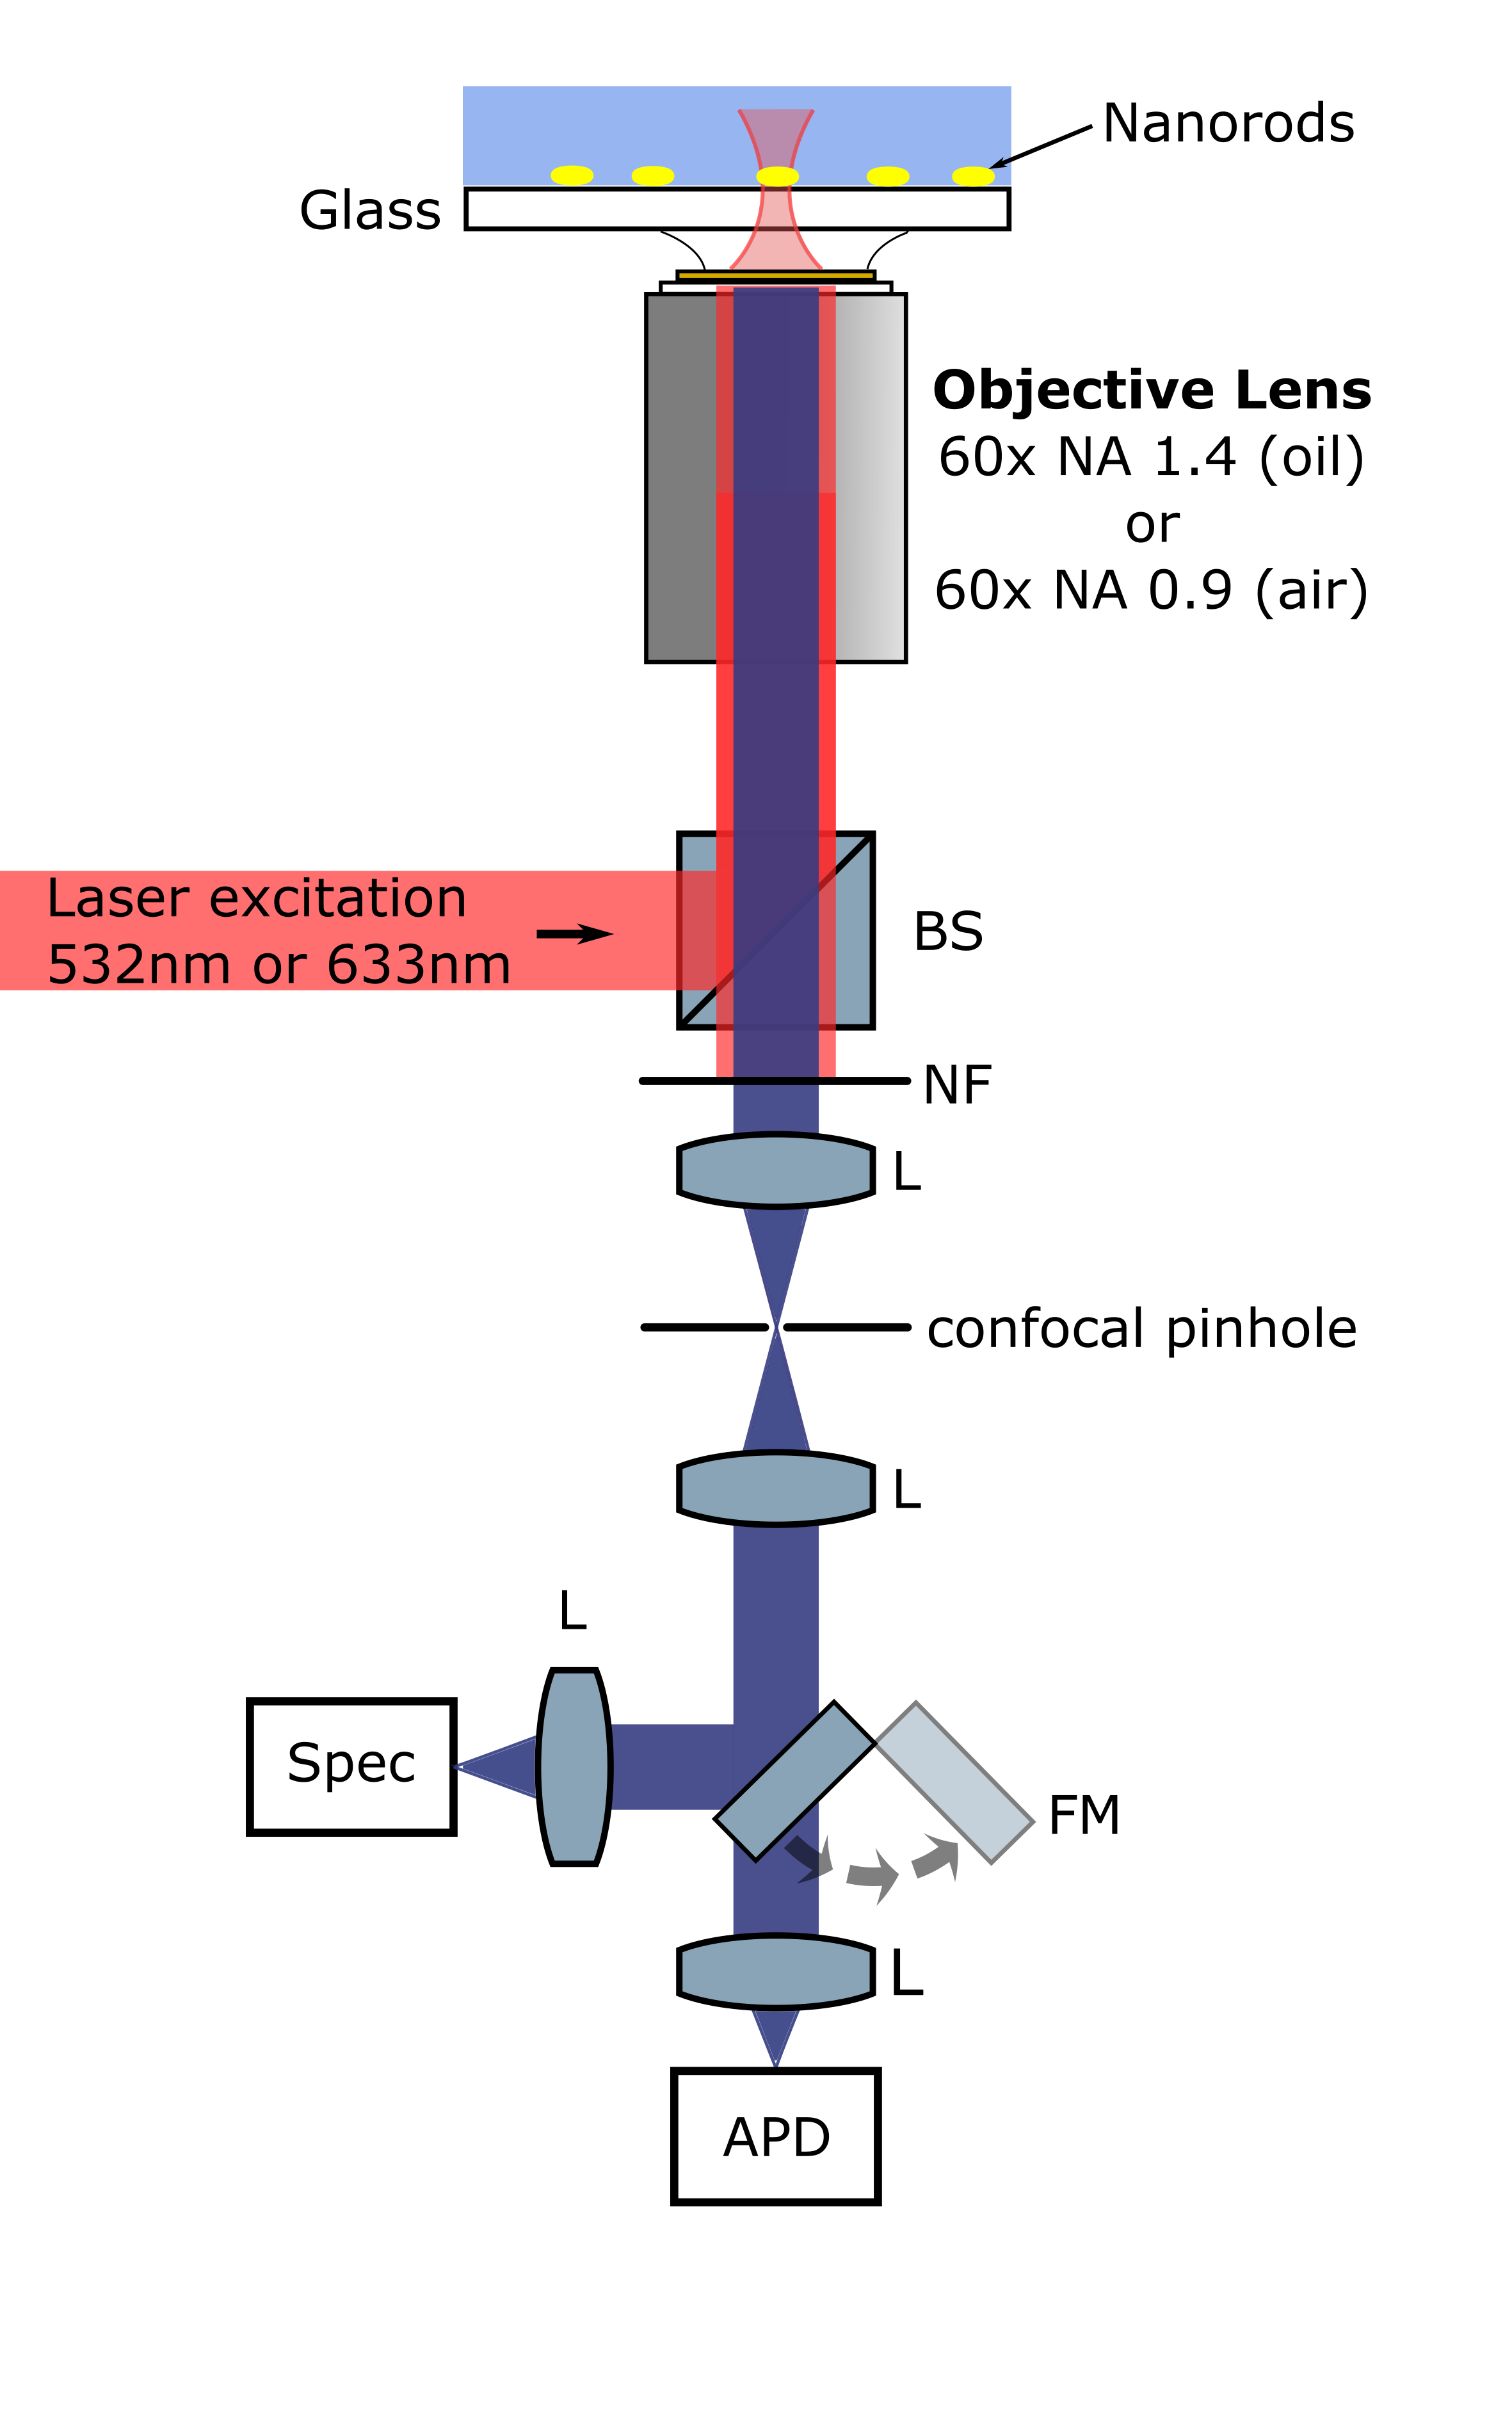 Nanorods
Glass
Objective Lens
60x NA 1.4 (oil)
or
60x NA 0.9 (air)
Laser excitation
532nm or 633nm
BS
NF
L
confocal pinhole
L
L
Spec
FM
L
APD